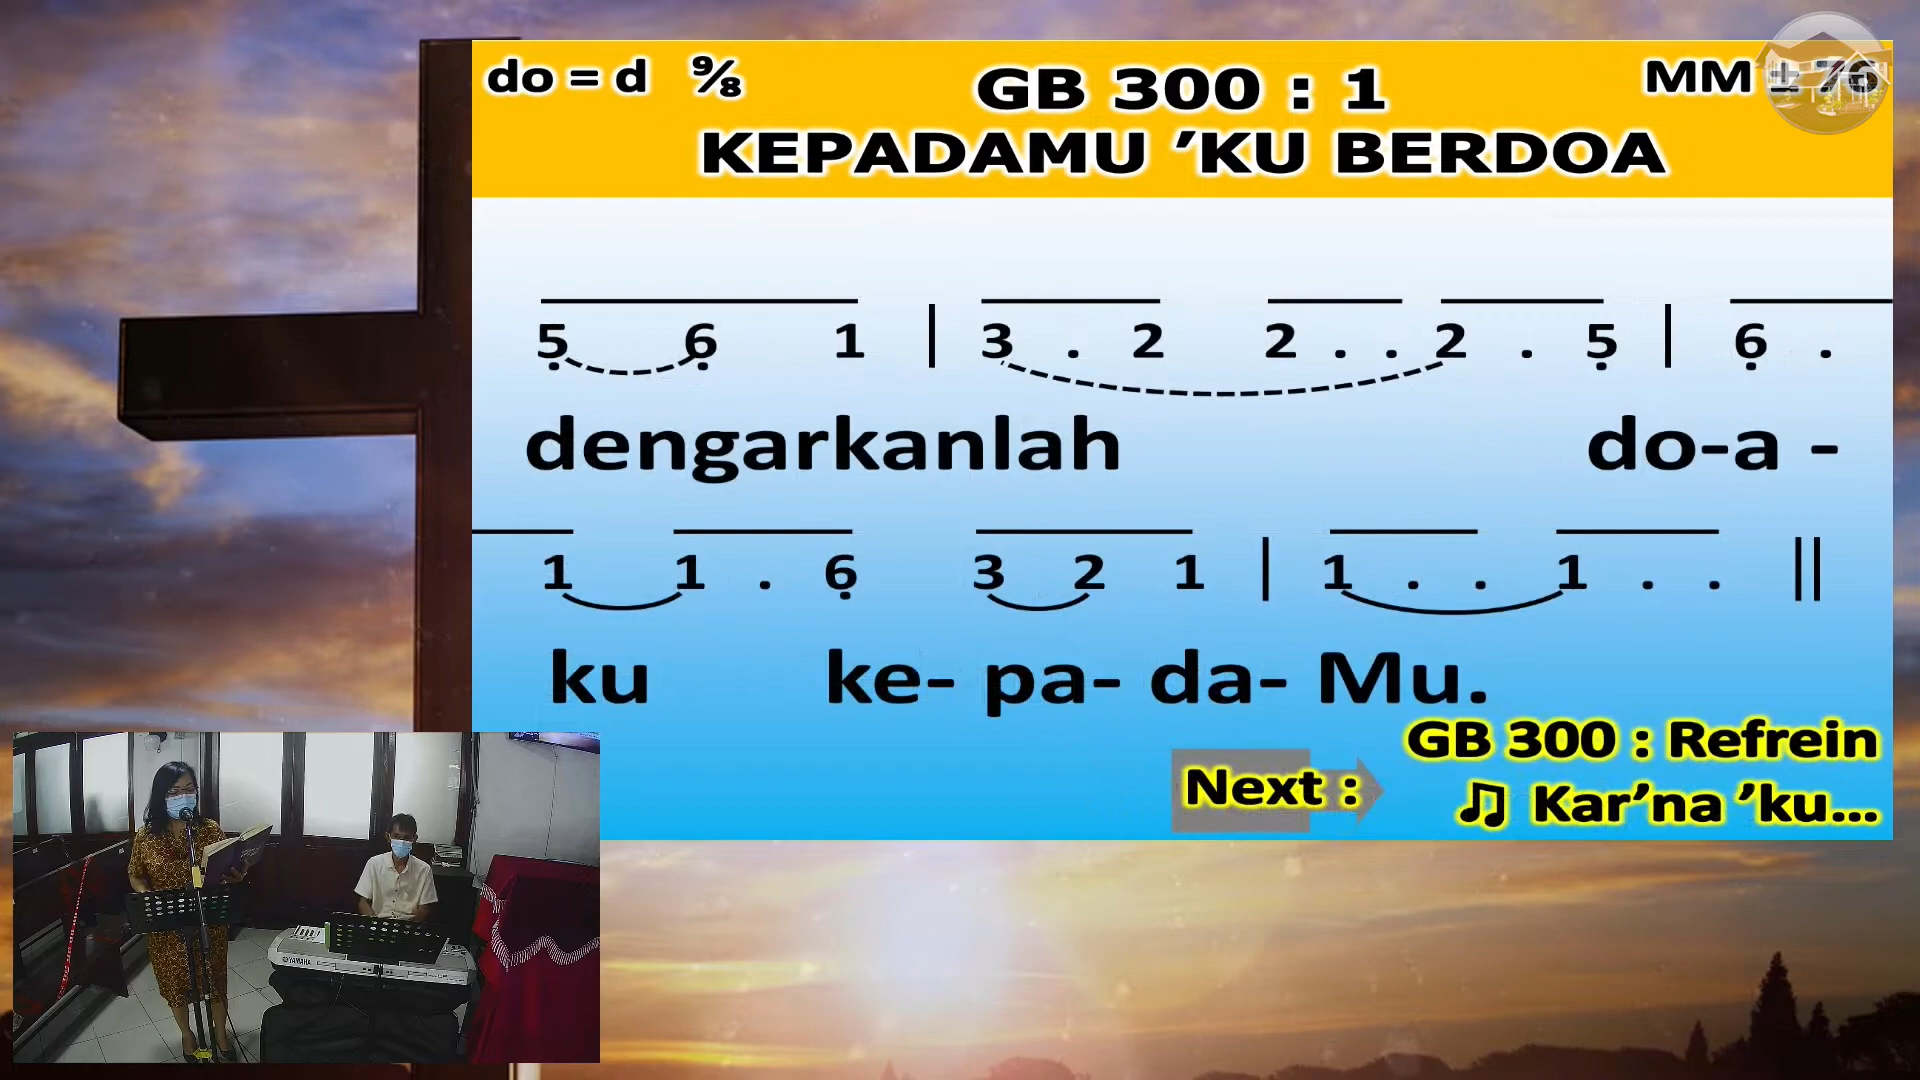 do = d 9/8
GB 300 : 1
MM ± 76
KEPADAMU ’KU BERDOA
5̣ 6̣ 1 | 3 . 2 2 . . 2 . 5̣ | 6̣ .
dengarkanlah do-a -
1 1 . 6̣ 3 2 1 | 1 . . 1 . . ||
ku ke- pa- da- Mu.
GB 300 : Refrein
Next :
♫ Kar’na ’ku...
YAMAHA